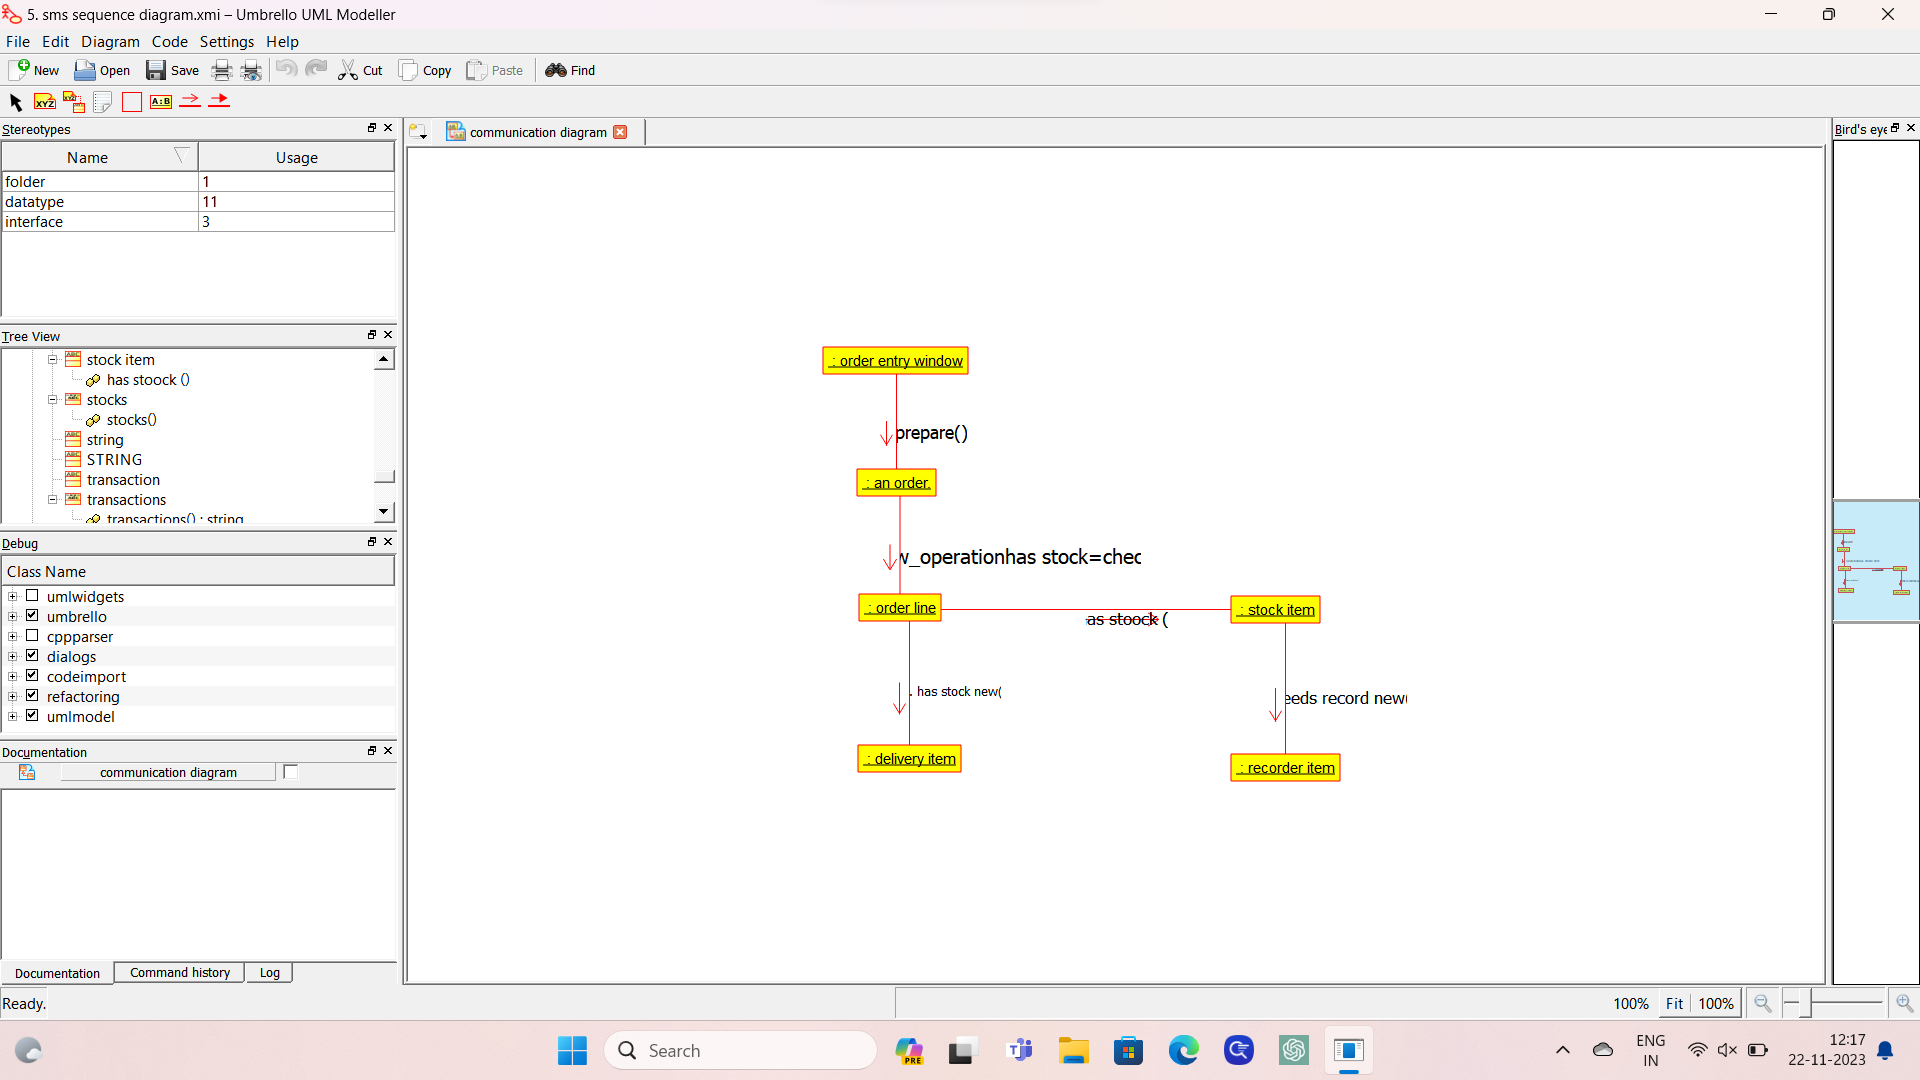 5. sms sequence diagram.xmi – Umbrello UML Modeller
File Edit Diagram Code Settings Help
New Open Save Cut Copy Paste Find
XYZ XYZ A:B
Stereotypes
Name Usage
folder 1
datatype 11
interface 3
Tree View
stock item
has stoock ()
stocks
stocks()
string
STRING
transaction
transactions
transactions() : string
Debug
Class Name
umlwidgets
umbrello
cppparser
dialogs
codeimport
refactoring
umlmodel
Documentation
communication diagram
Documentation Command history Log
Ready.
communication diagram
: order entry window
prepare()
: an order.
w_operationhas stock=chec
: order line
: stock item
as stoock (
. has stock new(
eeds record new(
: delivery item
: recorder item
Bird's eye
100% Fit 100%
Search
PRE
ENG
IN
12:17
22-11-2023